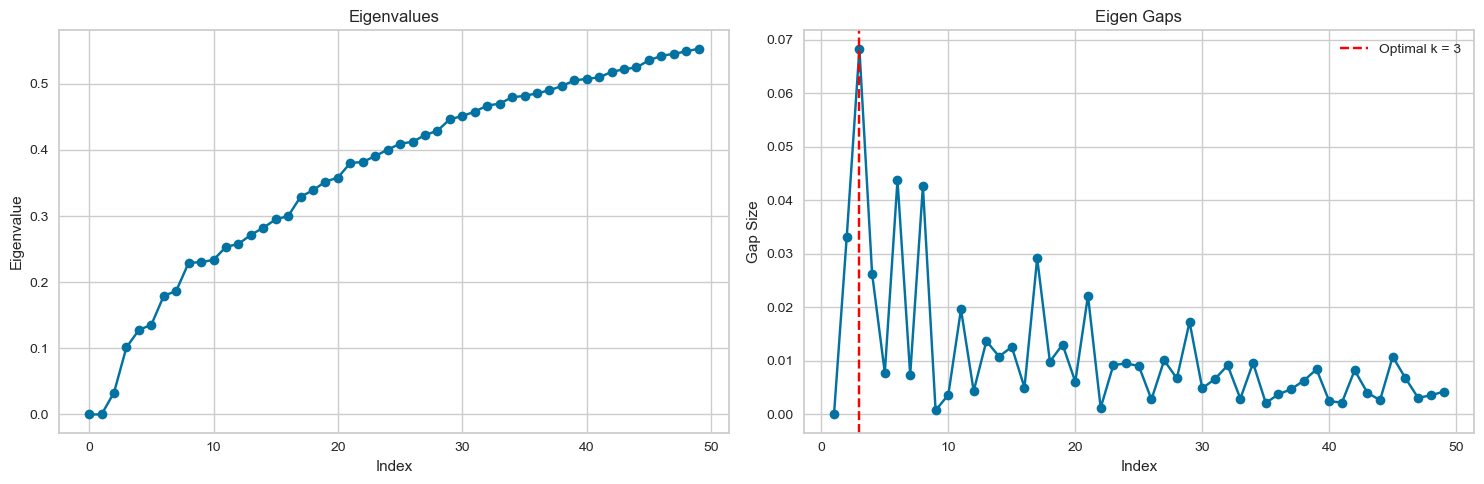 Eigenvalues
Eigenvalue
0.5
0.4
0.3
0.2
0.1
0.0
0 10 20 30 40 50
Index
Eigen Gaps
Gap Size
0.07
0.06
0.05
0.04
0.03
0.02
0.01
0.00
Optimal k = 3
0 10 20 30 40 50
Index